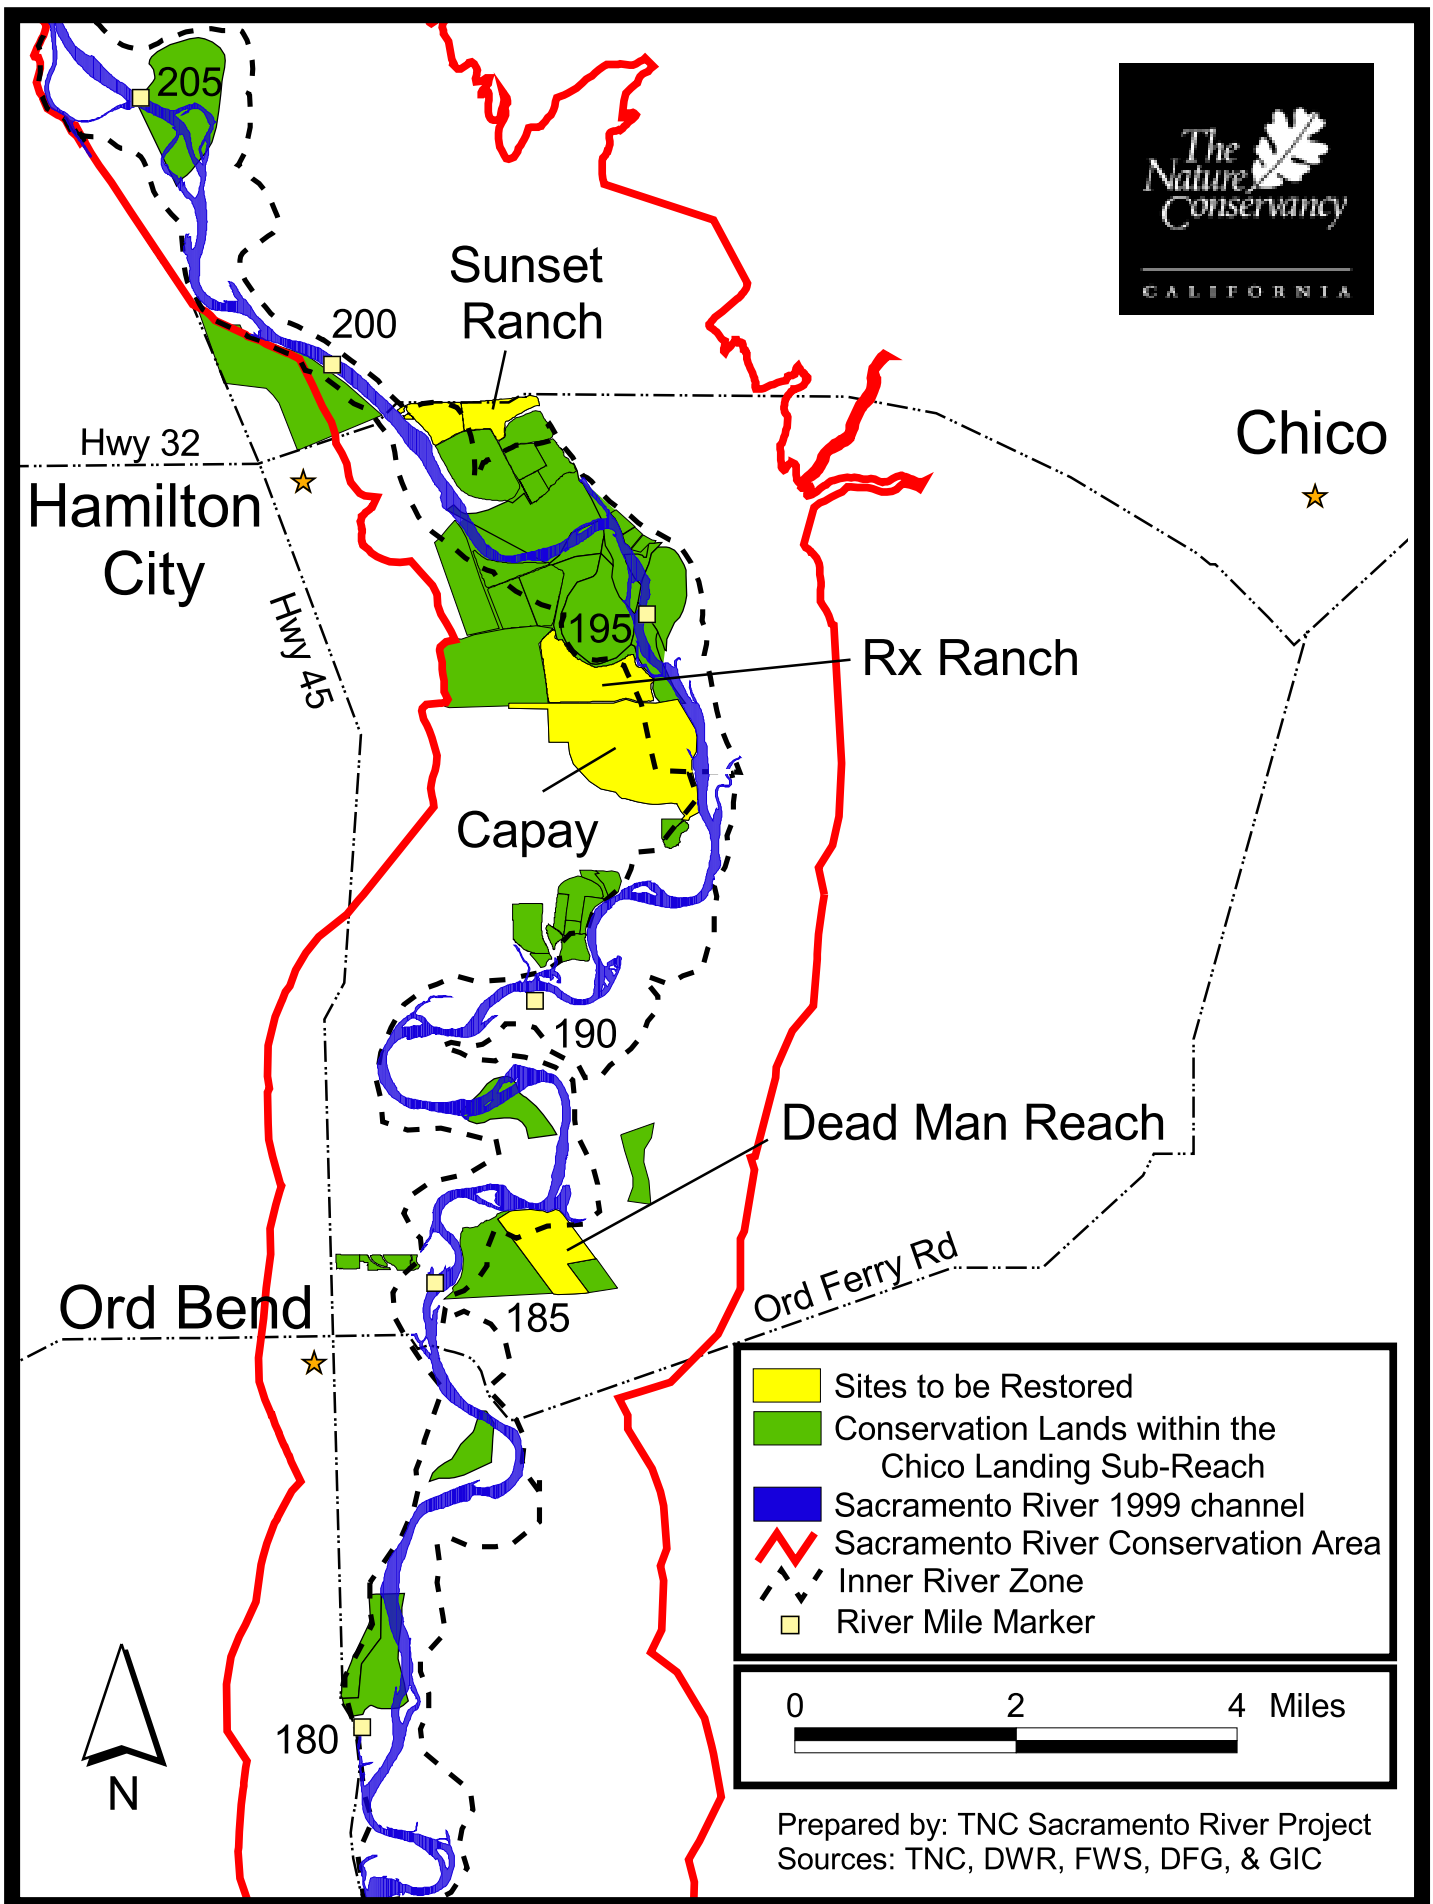 205
The
Nature
Conservancy
CALIFORNIA
Sunset
Ranch
200
Hwy 32
Chico
Hamilton
City
Hwy 45
195
Rx Ranch
Capay
190
Dead Man Reach
Ord Ferry Rd
Ord Bend
185
Sites to be Restored
Conservation Lands within the
Chico Landing Sub-Reach
Sacramento River 1999 channel
Sacramento River Conservation Area
Inner River Zone
River Mile Marker
0 2 4 Miles
180
N
Prepared by: TNC Sacramento River Project
Sources: TNC, DWR, FWS, DFG, & GIC